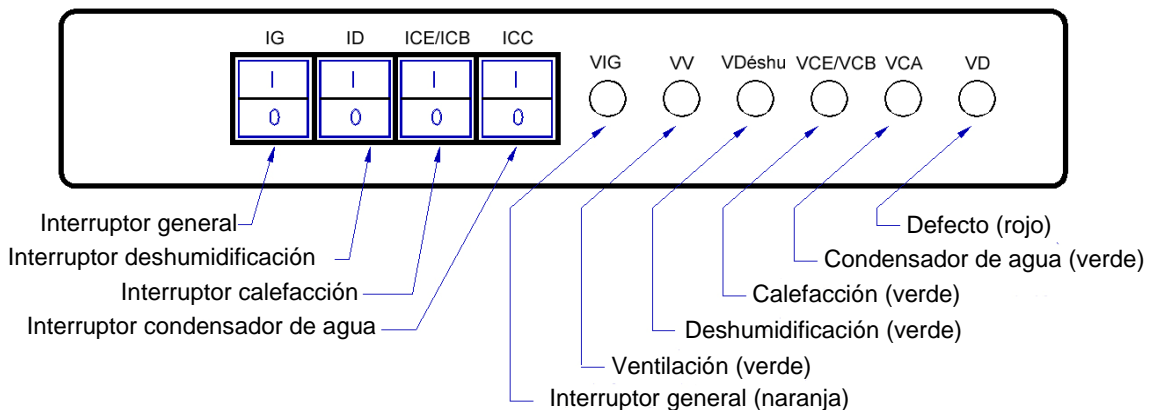 IG ID ICE/ICB ICC
VIG VV VDéshu VCE/VCB VCA VD
I I I I
0 0 0 0
Interruptor general
Interruptor deshumidificación
Interruptor calefacción
Interruptor condensador de agua
Defecto (rojo)
Condensador de agua (verde)
Calefacción (verde)
Deshumidificación (verde)
Ventilación (verde)
Interruptor general (naranja)